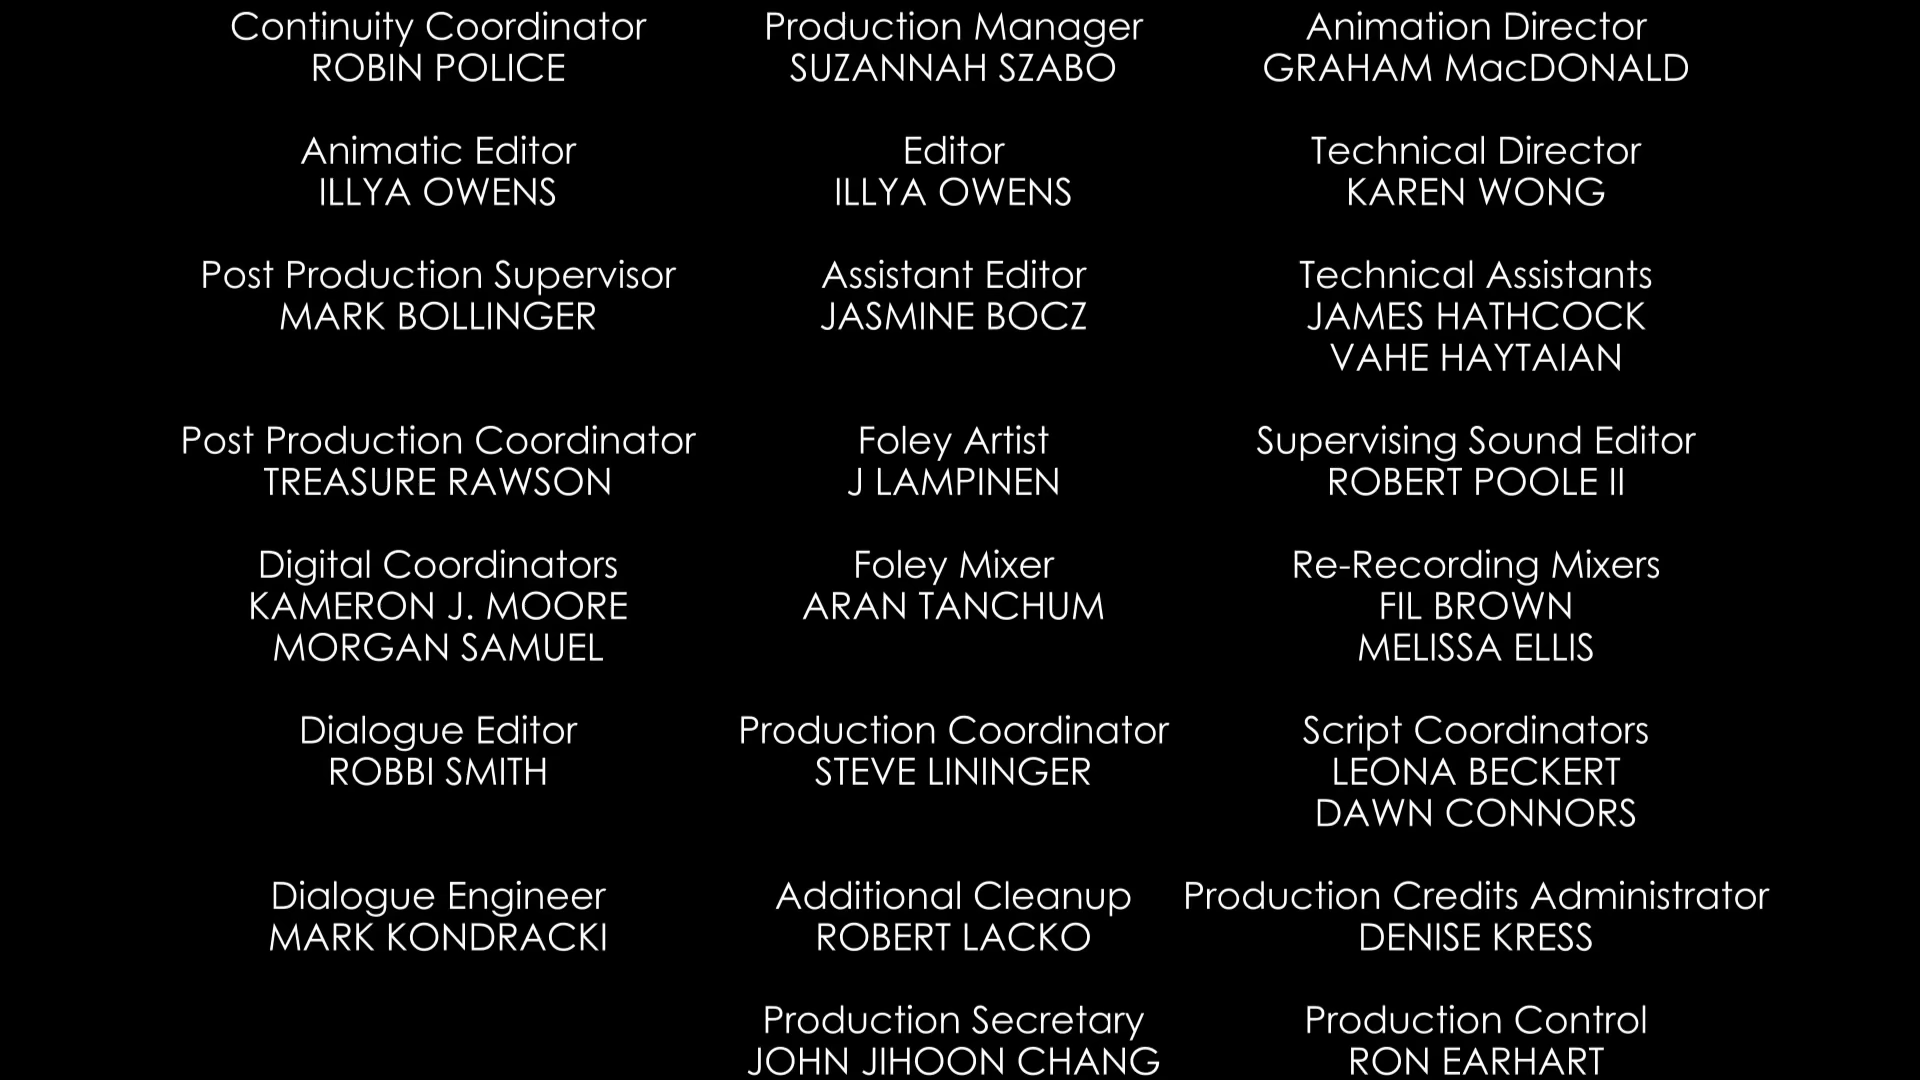 Continuity Coordinator
ROBIN POLICE
Production Manager
SUZANNAH SZABO
Animation Director
GRAHAM MacDONALD
Animatic Editor
ILLYA OWENS
Editor
ILLYA OWENS
Technical Director
KAREN WONG
Post Production Supervisor
MARK BOLLINGER
Assistant Editor
JASMINE BOCZ
Technical Assistants
JAMES HATHCOCK
VAHE HAYTAIAN
Post Production Coordinator
TREASURE RAWSON
Foley Artist
J LAMPINEN
Supervising Sound Editor
ROBERT POOLE II
Digital Coordinators
KAMERON J. MOORE
MORGAN SAMUEL
Foley Mixer
ARAN TANCHUM
Re-Recording Mixers
FIL BROWN
MELISSA ELLIS
Dialogue Editor
ROBBI SMITH
Production Coordinator
STEVE LININGER
Script Coordinators
LEONA BECKERT
DAWN CONNORS
Dialogue Engineer
MARK KONDRACKI
Additional Cleanup
ROBERT LACKO
Production Credits Administrator
DENISE KRESS
Production Secretary
JOHN JIHOON CHANG
Production Control
RON EARHART